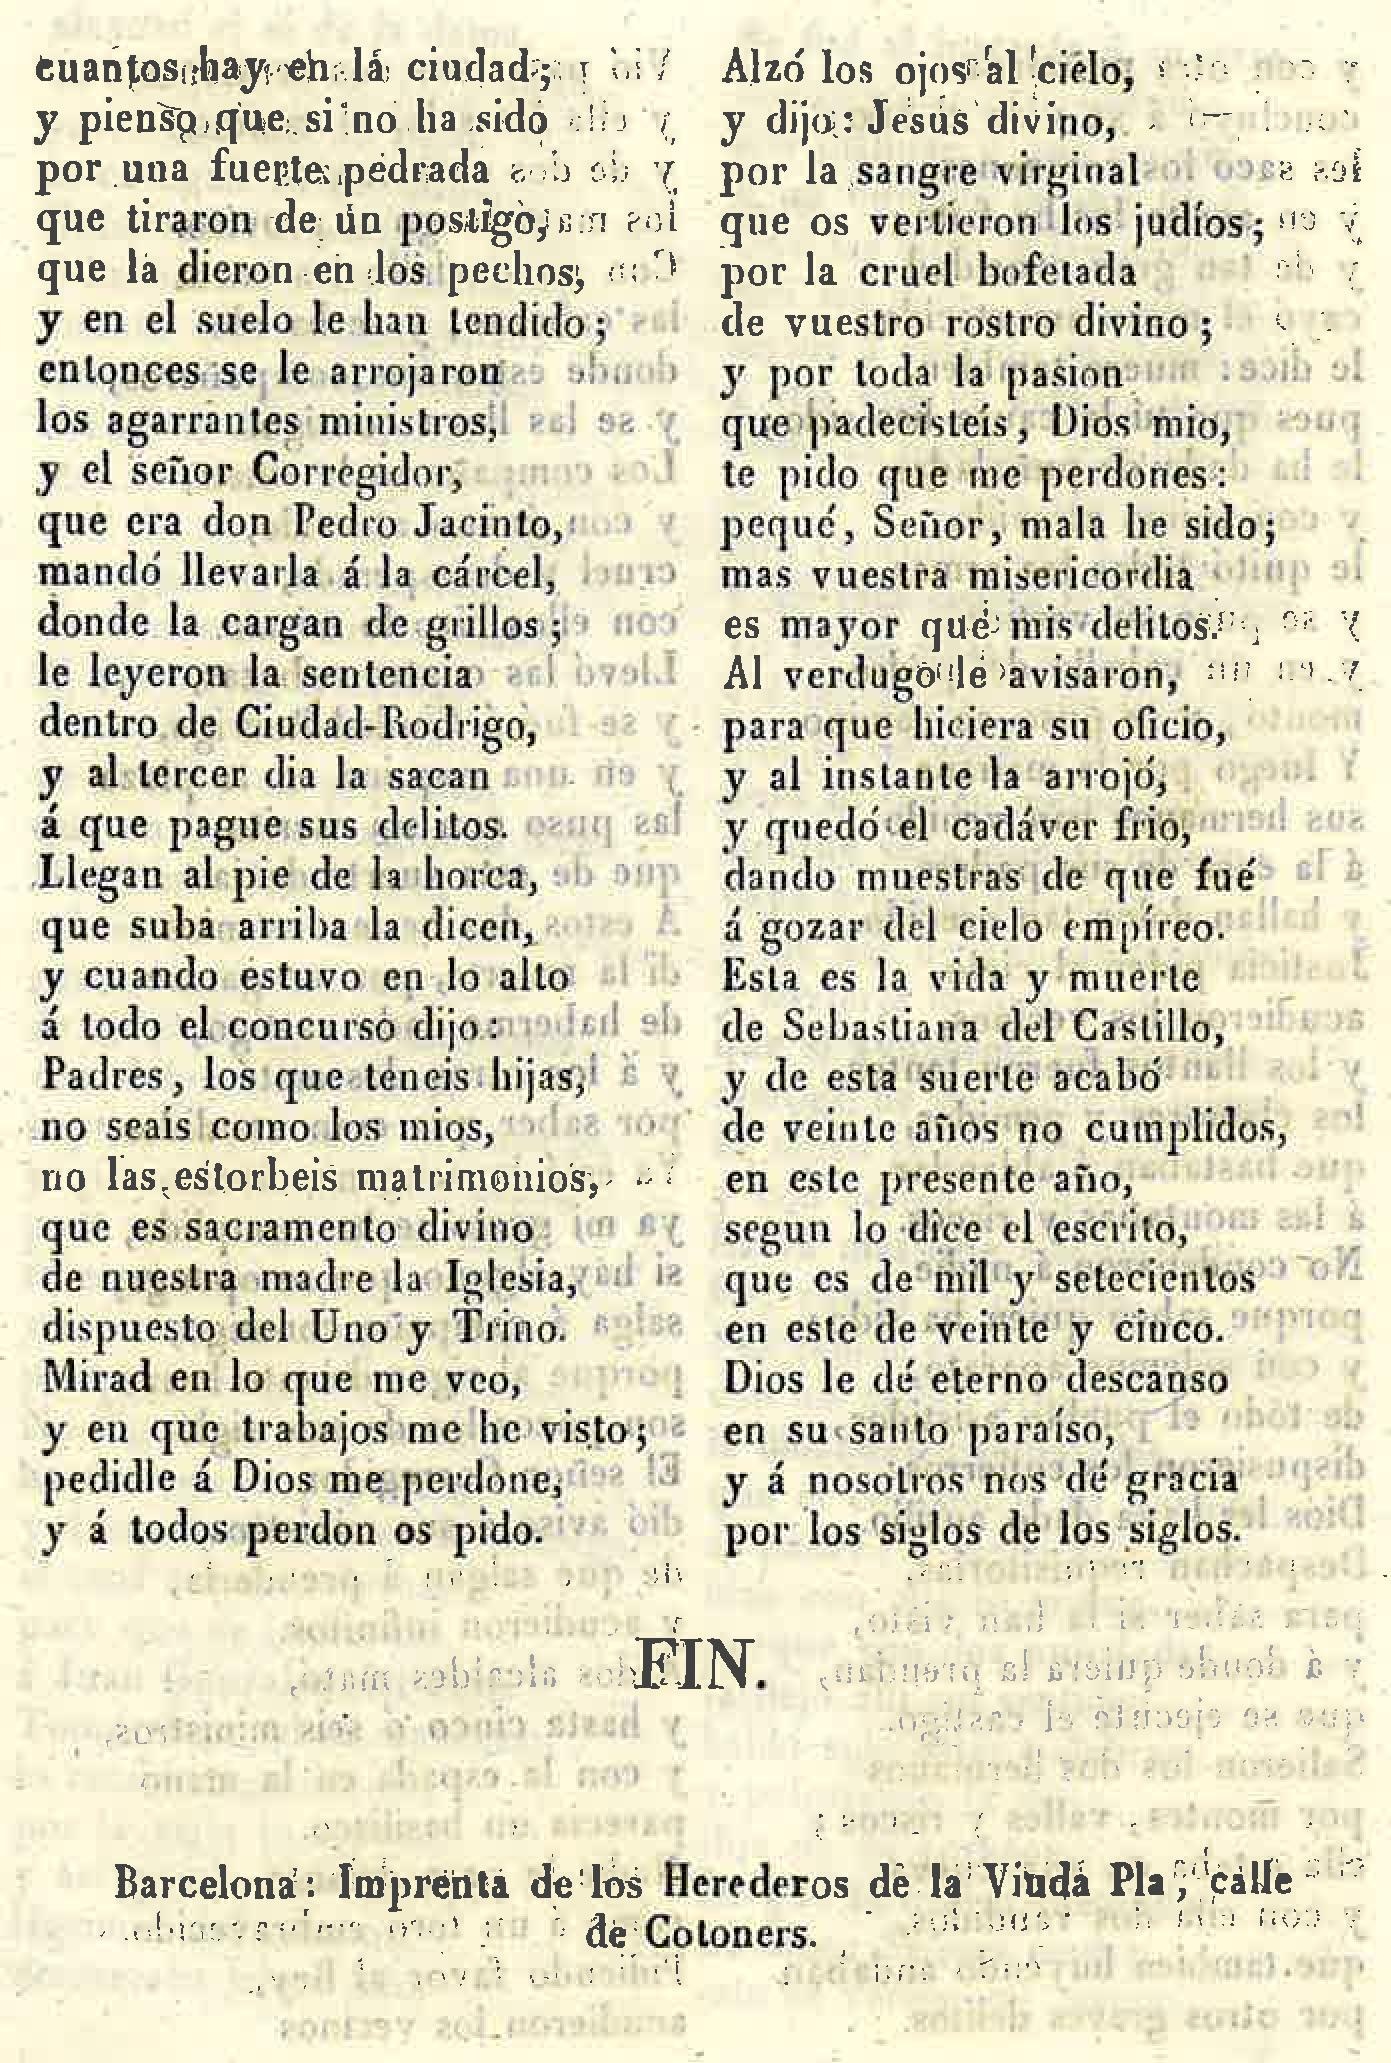 cuantos hay en la ciudad;
y pienso que si no ha sido
por una fuerte pedrada
que tiraron de un postigo,
que la dieron en los pechos,
y en el suelo le han tendido;
entonces se le arrojaron
los agarrantes ministros,
y el señor Corregidor,
que era don Pedro Jacinto,
mandó llevarla á la cárcel,
donde la cargan de grillos;
le leyeron la sentencia
dentro de Ciudad-Rodrigo,
y al tercer dia la sacan
á que pague sus delitos.
Llegan al pie de la horca,
que suba arriba la dicen,
y cuando estuvo en lo alto
á todo el concurso dijo:
Padres, los que teneis hijas,
no seais como los mios,
no las estorbeis matrimonios,
que es sacramento divino
de nuestra madre la Iglesia,
dispuesto del Uno y Trino.
Mirad en lo que me veo,
y en que trabajos me he visto;
pedidle á Dios me perdone,
y á todos perdon os pido.
Alzó los ojos al cielo,
y dijo: Jesús divino,
por la sangre virginal
que os vertieron los judíos;
por la cruel bofetada
de vuestro rostro divino;
y por toda la pasion
que padecisteis, Dios mio,
te pido que me perdones:
pequé, Señor, mala he sido;
mas vuestra misericordia
es mayor que mis delitos.
Al verdugo le avisaron,
para que hiciera su oficio,
y al instante la arrojó,
y quedó el cadáver frio,
dando muestras de que fué
á gozar del cielo empíreo.
Esta es la vida y muerte
de Sebastiana del Castillo,
y de esta suerte acabó
de veinte años no cumplidos,
en este presente año,
segun lo dice el escrito,
que es de mil y setecientos
en este de veinte y cinco.
Dios le dé eterno descanso
en su santo paraíso,
y á nosotros nos dé gracia
por los siglos de los siglos.
FIN.
Barcelona: Imprenta de los Herederos de la Viuda Pla, calle
de Cotoners.